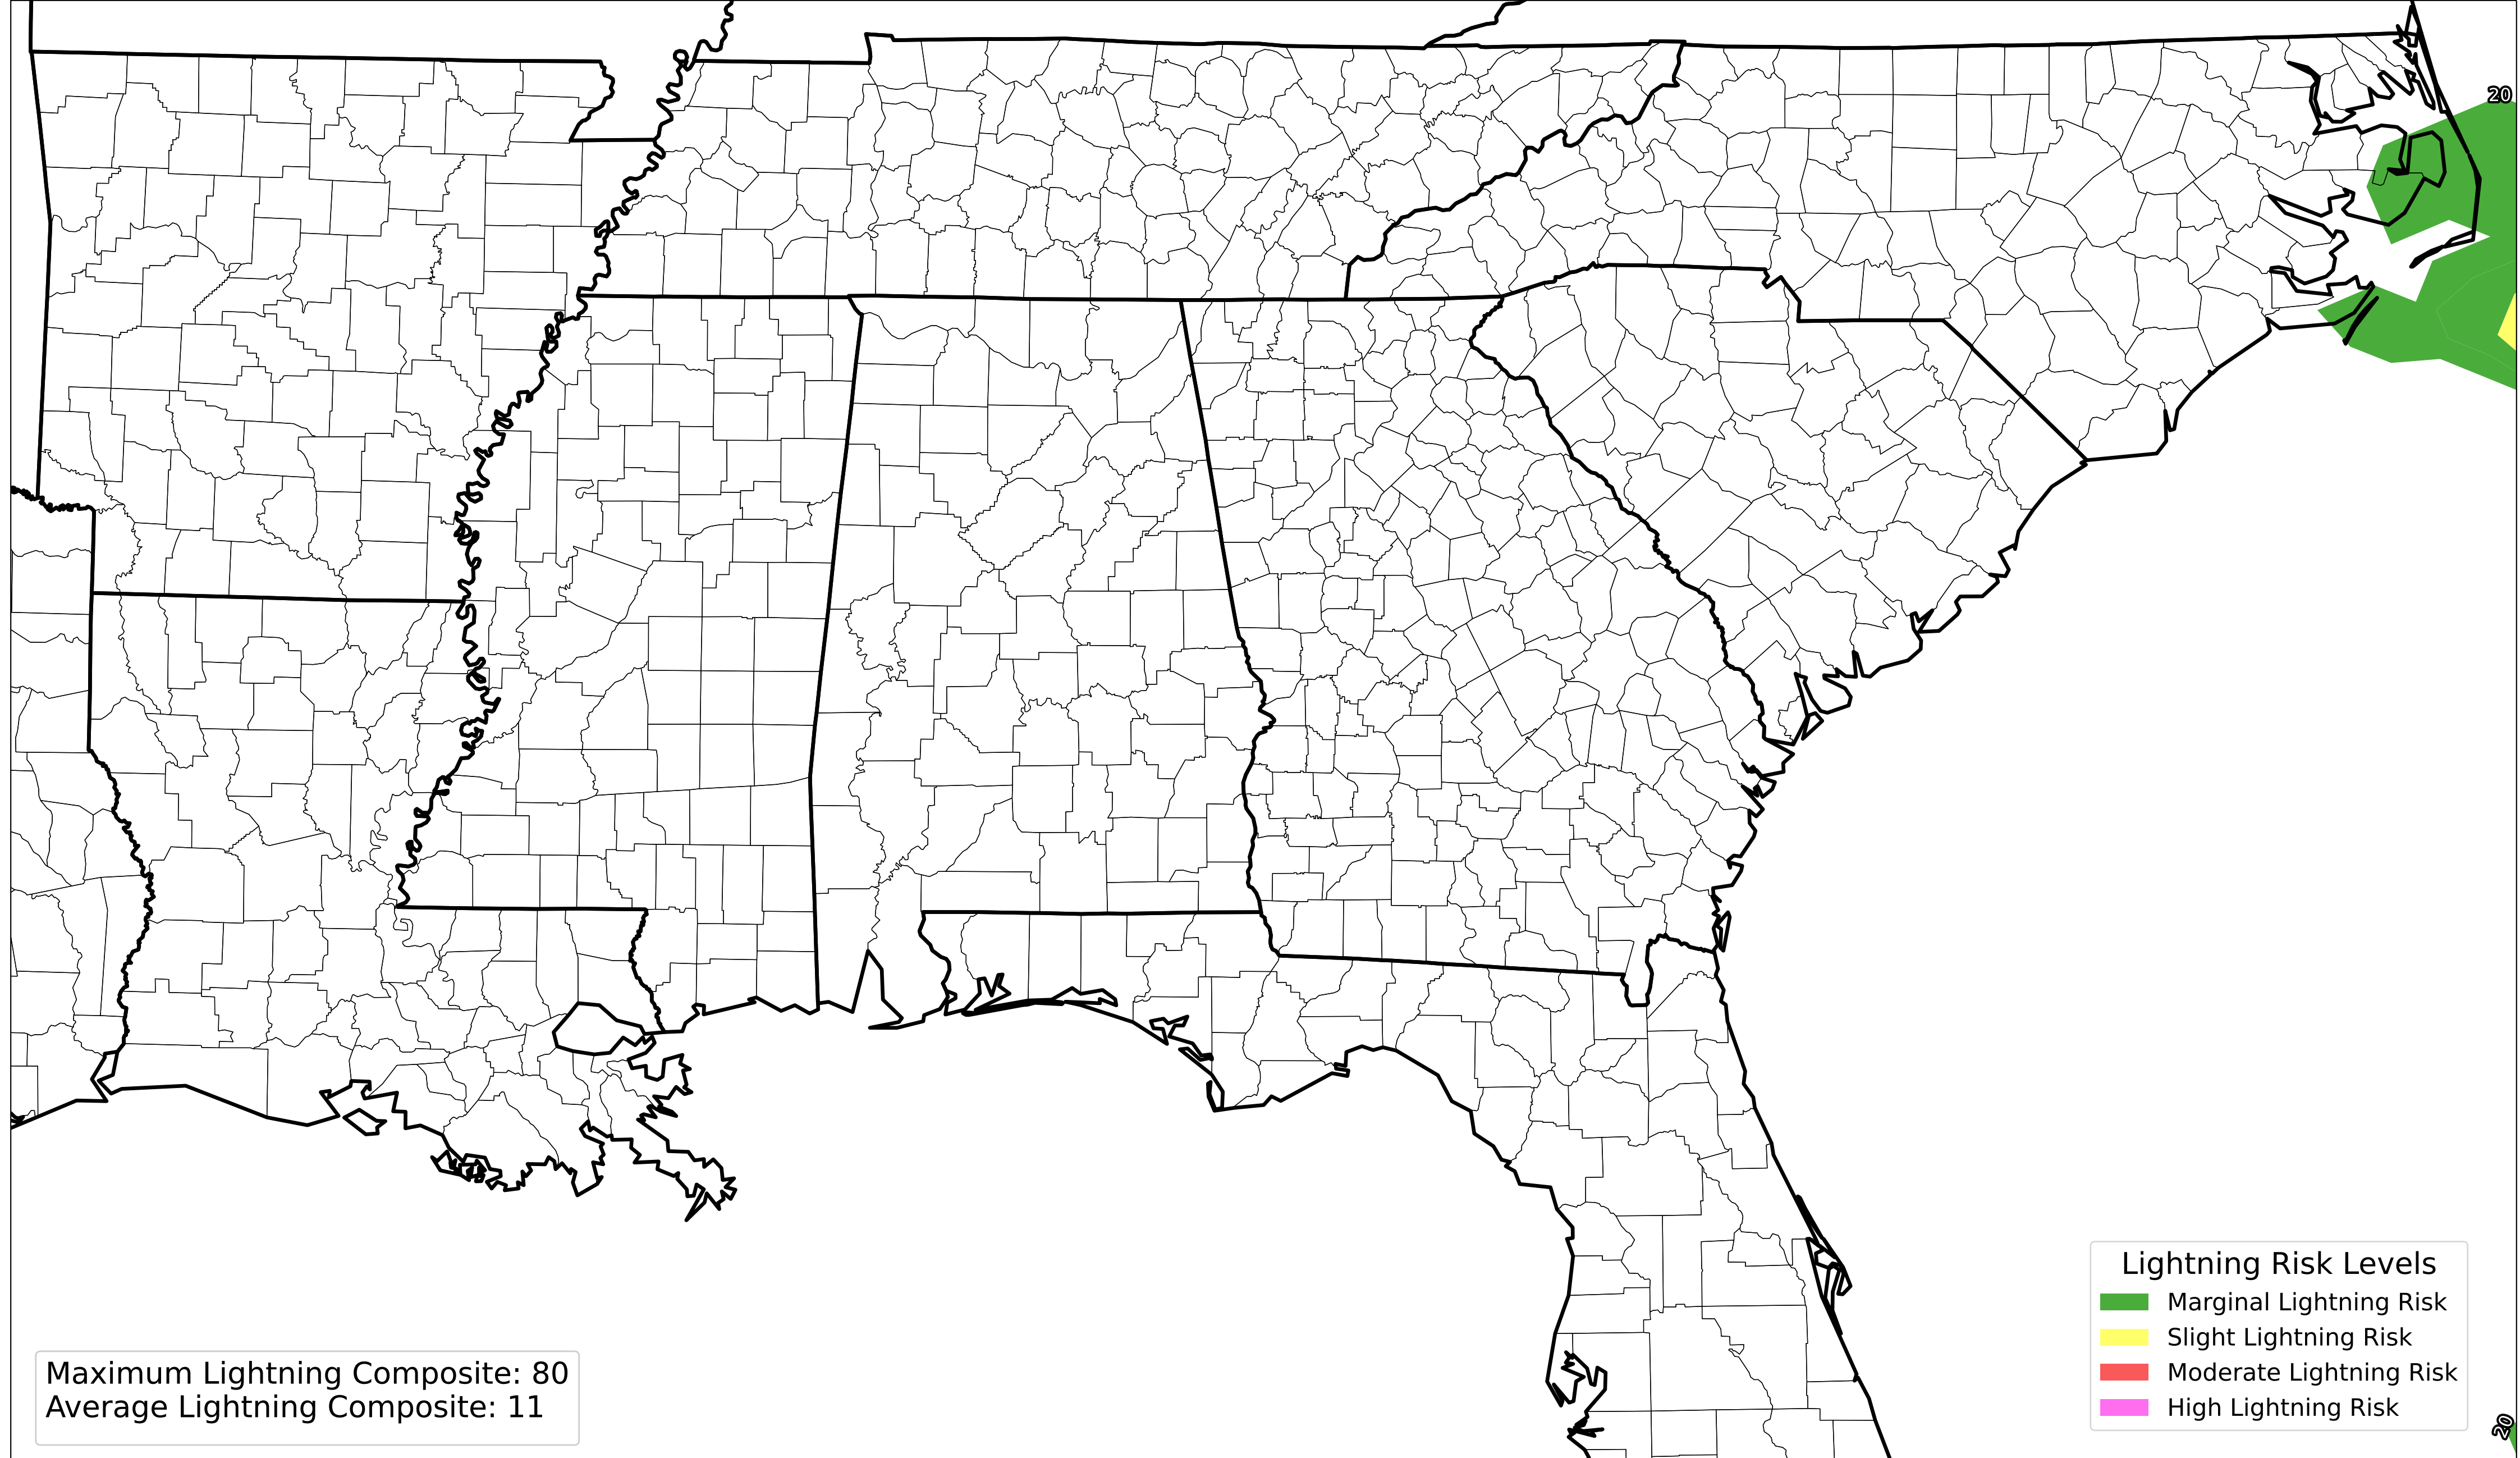 20
Lightning Risk Levels
Marginal Lightning Risk
Slight Lightning Risk
Moderate Lightning Risk
High Lightning Risk
Maximum Lightning Composite: 80
Average Lightning Composite: 11
20